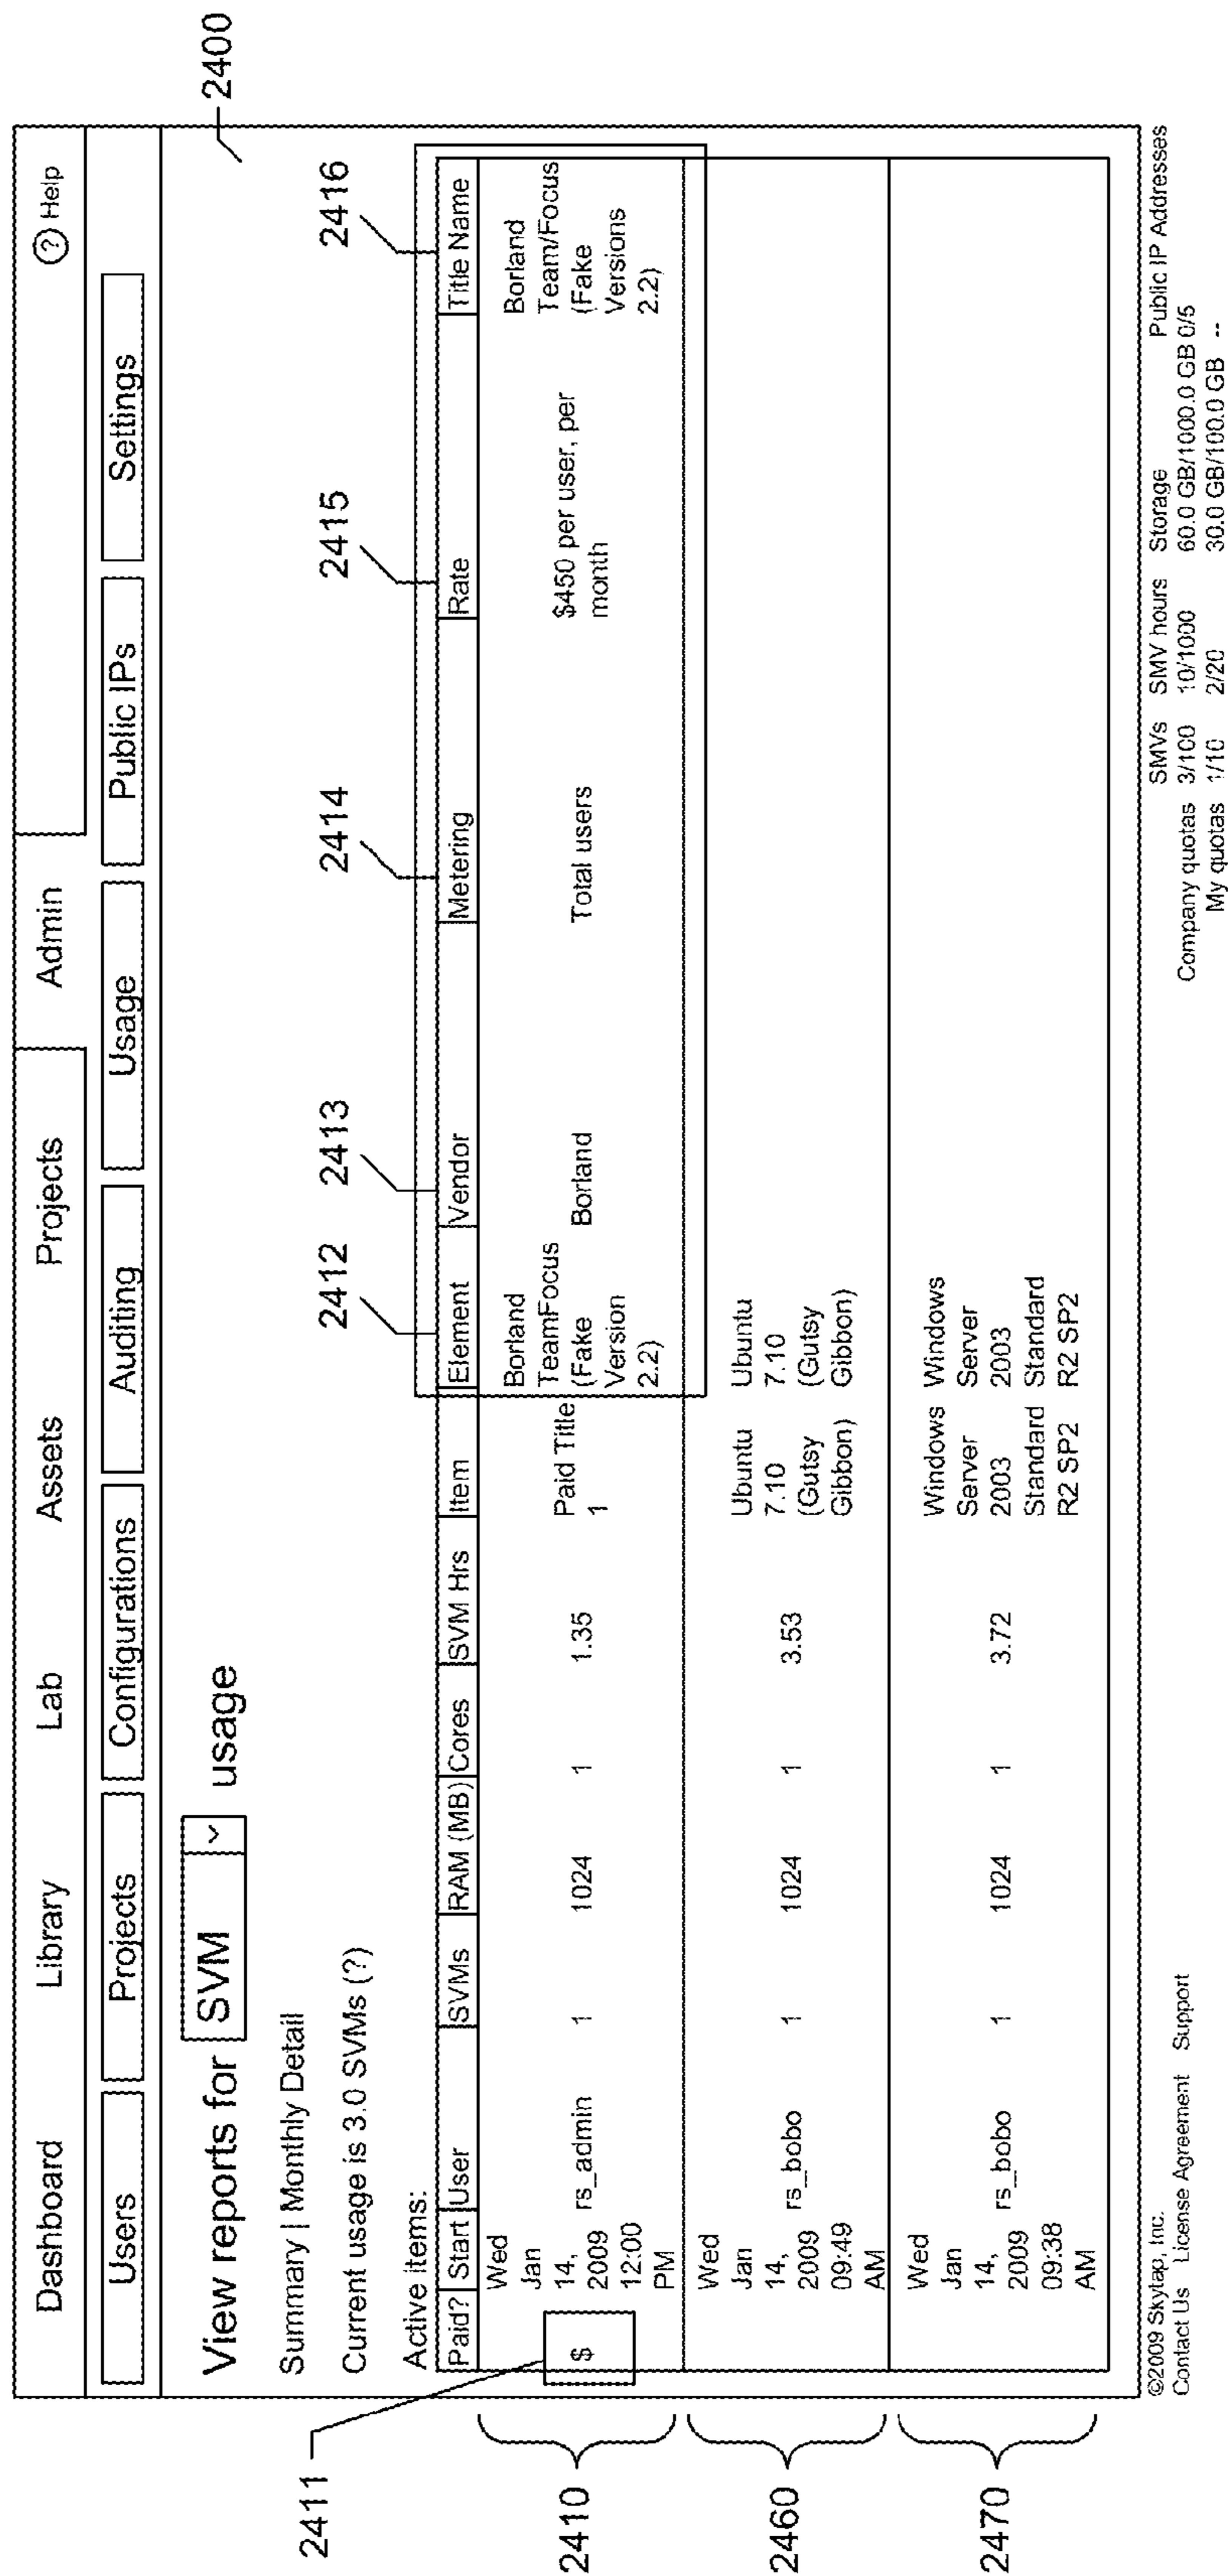 Dashboard Library Lab Assets Projects Admin ? Help
Users Projects Configurations Auditing Usage Public IPs Settings
2400
View reports for SVM usage
Summary | Monthly Detail
Current usage is 3.0 SVMs (?)
Active items:
2411 2412 2413 2414 2415 2416
Paid? Start User SVMs RAM (MB) Cores SVM Hrs Item Element Vendor Metering Rate Title Name
2410
$
Wed
Jan
14,
2009
12:00
PM
rs_admin 1 1024 1 1.35
Paid Title
1
Borland
TeamFocus
(Fake
Version
2.2)
Borland
Total users
$450 per user, per
month
Borland
Team/Focus
(Fake
Versions
2.2)
2460
Wed
Jan
14,
2009
09:49
AM
rs_bobo 1 1024 1 3.53
Ubuntu
7.10
(Gutsy
Gibbon)
Ubuntu
7.10
(Gutsy
Gibbon)
2470
Wed
Jan
14,
2009
09:38
AM
rs_bobo 1 1024 1 3.72
Windows
Server
2003
Standard
R2 SP2
Windows
Server
2003
Standard
R2 SP2
©2009 Skytap, Inc.
Contact Us License Agreement Support
SMVs SMV hours Storage Public IP Addresses
Company quotas 3/100 10/1000 60.0 GB/1000.0 GB 0/5
My quotas 1/10 2/20 30.0 GB/100.0 GB --